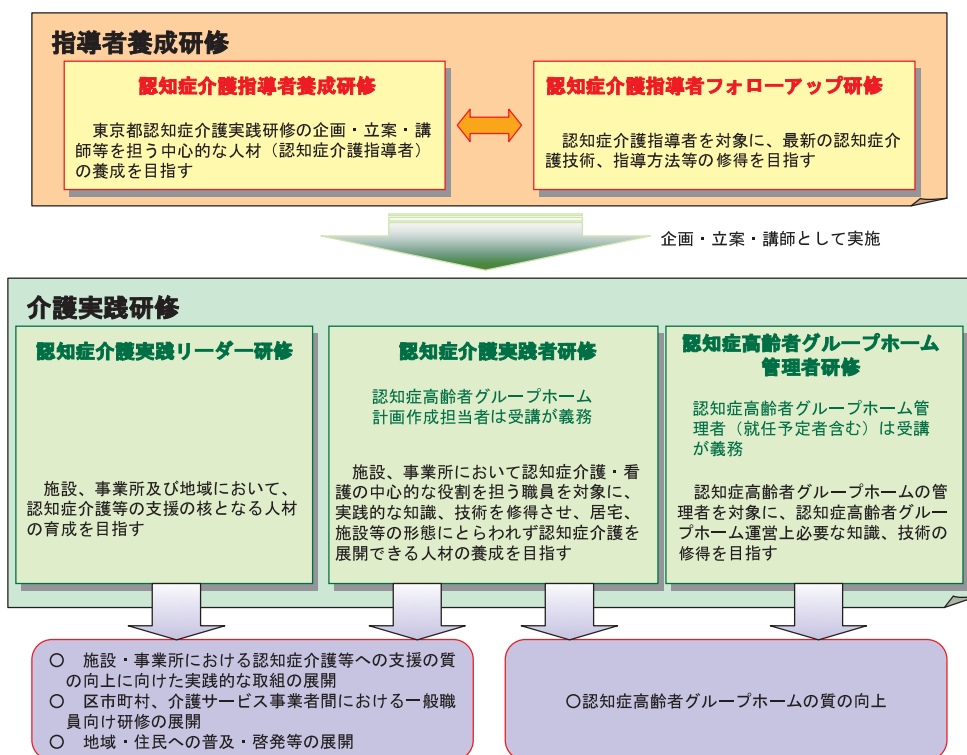 指導者養成研修
認知症介護指導者養成研修
東京都認知症介護実践研修の企画・立案・講
師等を担う中心的な人材（認知症介護指導者）
の養成を目指す
認知症介護指導者フォローアップ研修
認知症介護指導者を対象に、最新の認知症介
護技術、指導方法等の修得を目指す
企画・立案・講師として実施
介護実践研修
認知症介護実践リーダー研修
施設、事業所及び地域において、
認知症介護等の支援の核となる人材
の育成を目指す
認知症介護実践者研修
認知症高齢者グループホーム
計画作成担当者は受講が義務
施設、事業所において認知症介護・看
護の中心的な役割を担う職員を対象に、
実践的な知識、技術を修得させ、居宅、
施設等の形態にとらわれず認知症介護を
展開できる人材の養成を目指す
認知症高齢者グループホーム
管理者研修
認知症高齢者グループホーム管
理者（就任予定者含む）は受講
が義務
認知症高齢者グループホームの管
理者を対象に、認知症高齢者グルー
プホーム運営上必要な知識、技術の
修得を目指す
○　施設・事業所における認知症介護等への支援の質
の向上に向けた実践的な取組の展開
○　区市町村、介護サービス事業者間における一般職
員向け研修の展開
○　地域・住民への普及・啓発等の展開
○認知症高齢者グループホームの質の向上